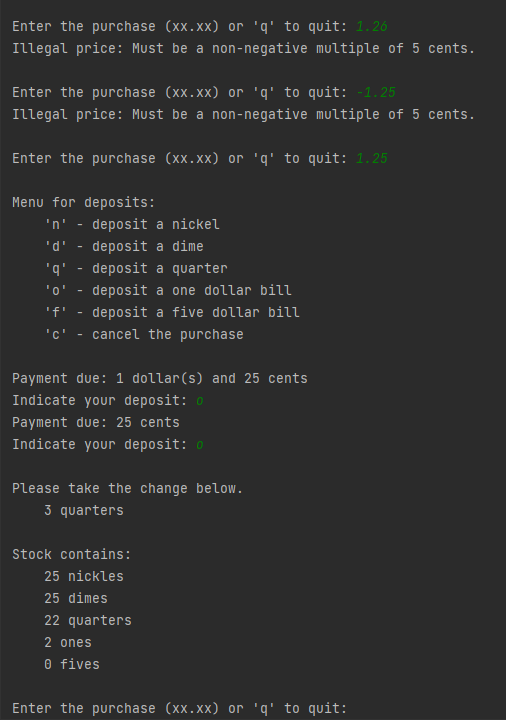 Enter the purchase (xx.xx) or 'q' to quit: 1.26
Illegal price: Must be a non-negative multiple of 5 cents.
Enter the purchase (xx.xx) or 'q' to quit: -1.25
Illegal price: Must be a non-negative multiple of 5 cents.
Enter the purchase (xx.xx) or 'q' to quit: 1.25
Menu for deposits:
'n' - deposit a nickel
'd' - deposit a dime
'q' - deposit a quarter
'o' - deposit a one dollar bill
'f' - deposit a five dollar bill
'c' - cancel the purchase
Payment due: 1 dollar(s) and 25 cents
Indicate your deposit: o
Payment due: 25 cents
Indicate your deposit: o
Please take the change below.
3 quarters
Stock contains:
25 nickles
25 dimes
22 quarters
2 ones
0 fives
Enter the purchase (xx.xx) or 'q' to quit: